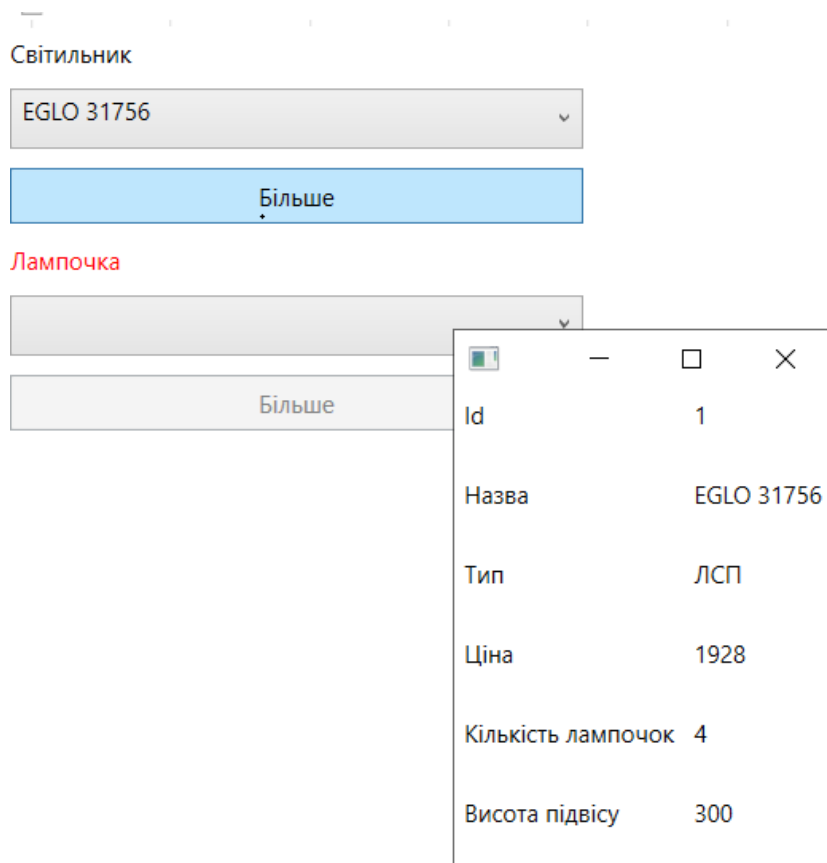 Світильник
EGLO 31756
Більше
Лампочка
Більше
Id 1
Назва EGLO 31756
Тип ЛСП
Ціна 1928
Кількість лампочок 4
Висота підвісу 300